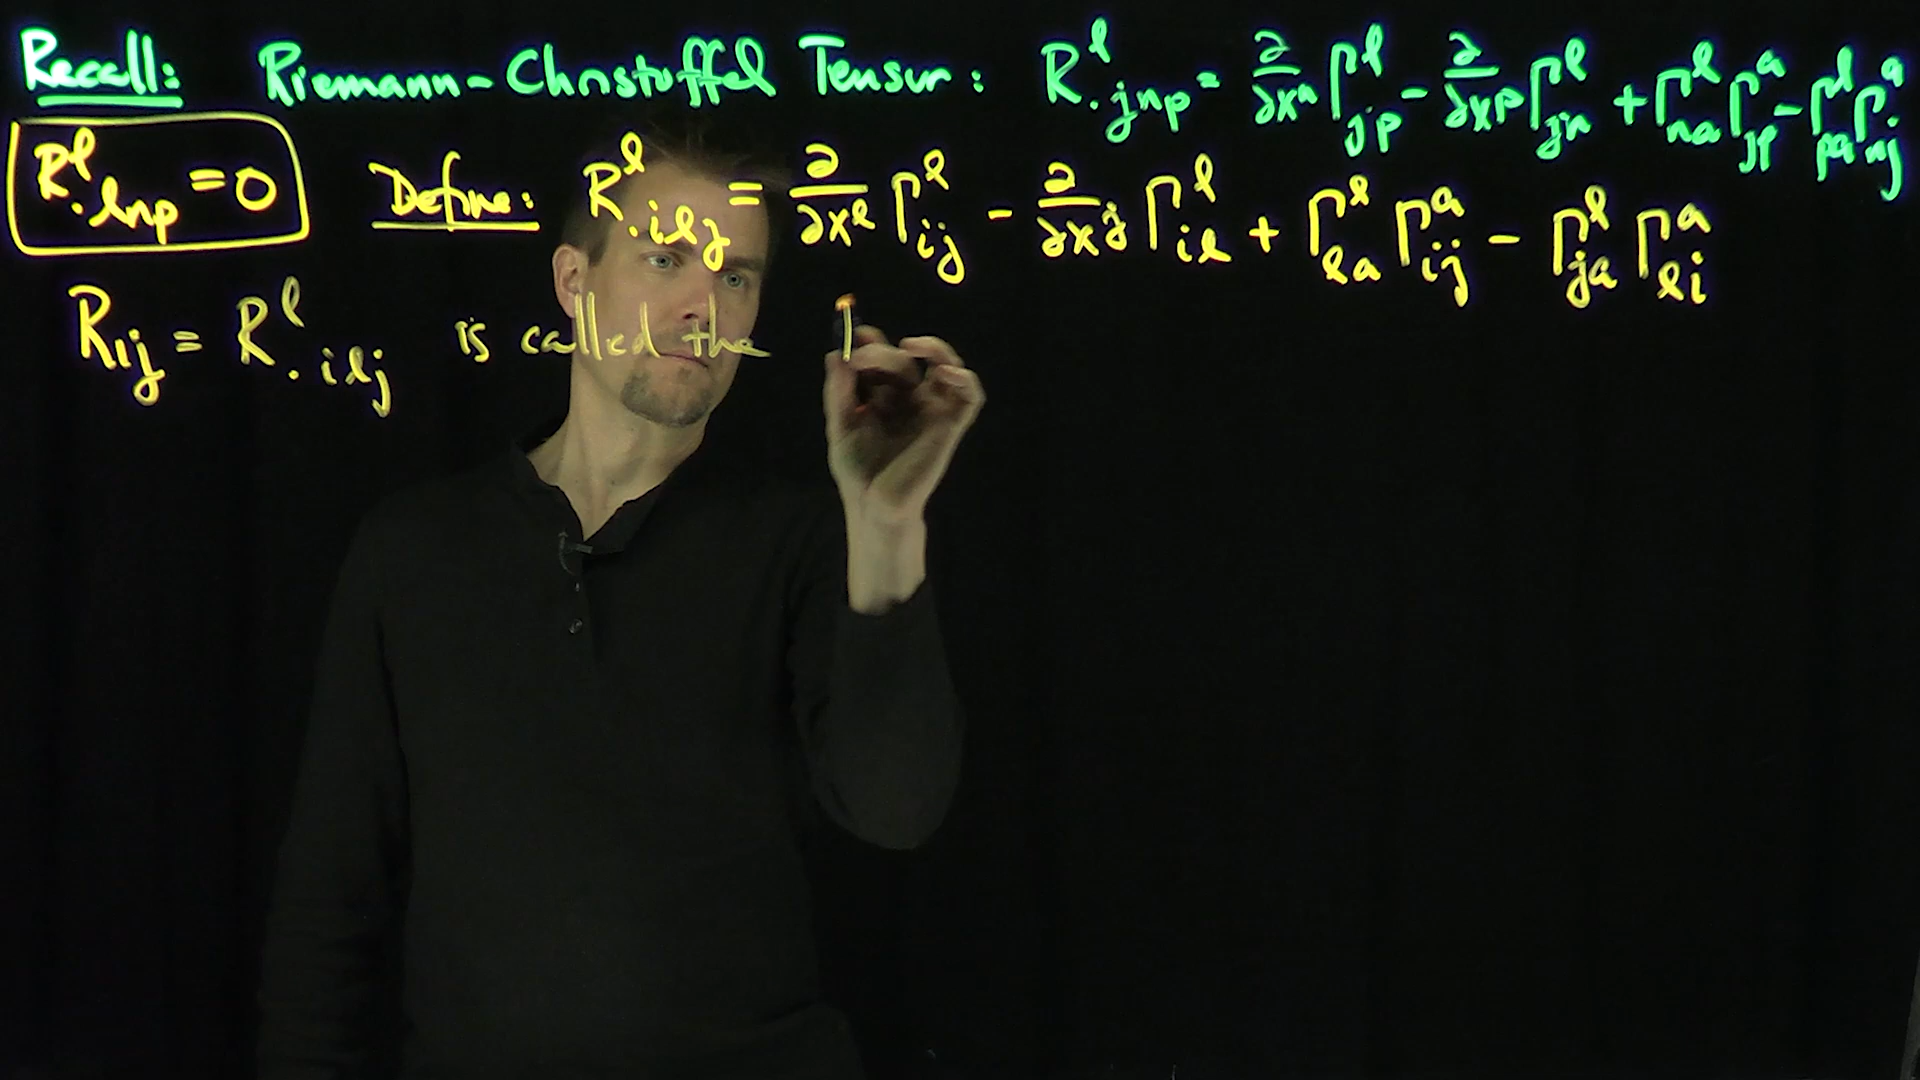 Recall: Riemann-Christoffel Tensor: R^l_{.jnp} = ∂/∂x^n Γ^l_{jp} - ∂/∂x^p Γ^l_{jn} + Γ^l_{na} Γ^a_{jp} - Γ^l_{pa} Γ^a_{nj}
R^l_{.lnp} = 0 Define: R^l_{.ilj} = ∂/∂x^l Γ^l_{ij} - ∂/∂x^j Γ^l_{il} + Γ^l_{la} Γ^a_{ij} - Γ^l_{ja} Γ^a_{li}
R_{ij} = R^l_{.ilj} is called the